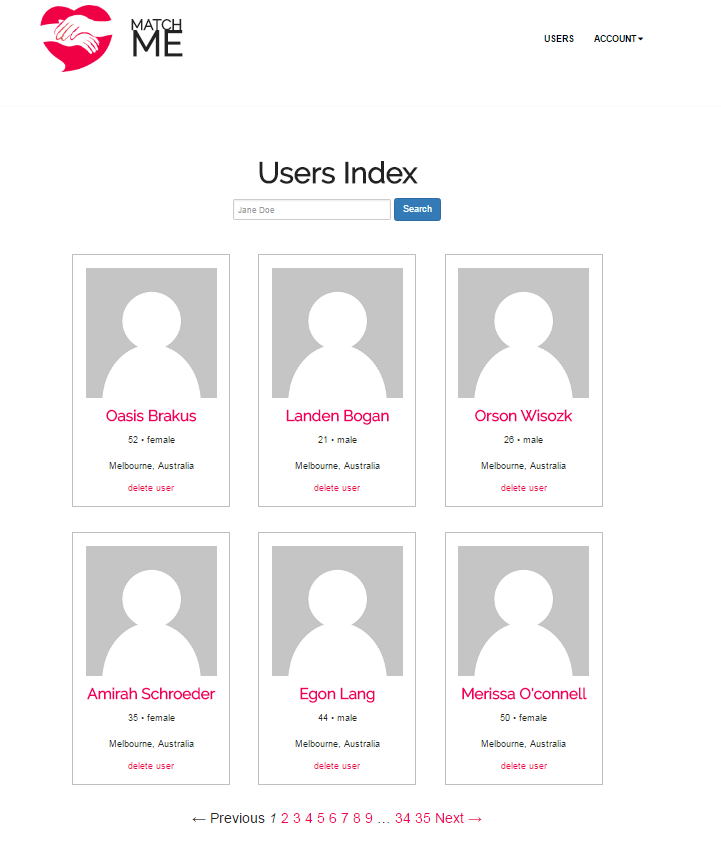 MATCH
ME
USERS ACCOUNT
Users Index
Jane Doe Search
Oasis Brakus
52 • female
Melbourne, Australia
delete user
Landen Bogan
21 • male
Melbourne, Australia
delete user
Orson Wisozk
26 • male
Melbourne, Australia
delete user
Amirah Schroeder
35 • female
Melbourne, Australia
delete user
Egon Lang
44 • male
Melbourne, Australia
delete user
Merissa O'connell
50 • female
Melbourne, Australia
delete user
← Previous 1 2 3 4 5 6 7 8 9 … 34 35 Next →